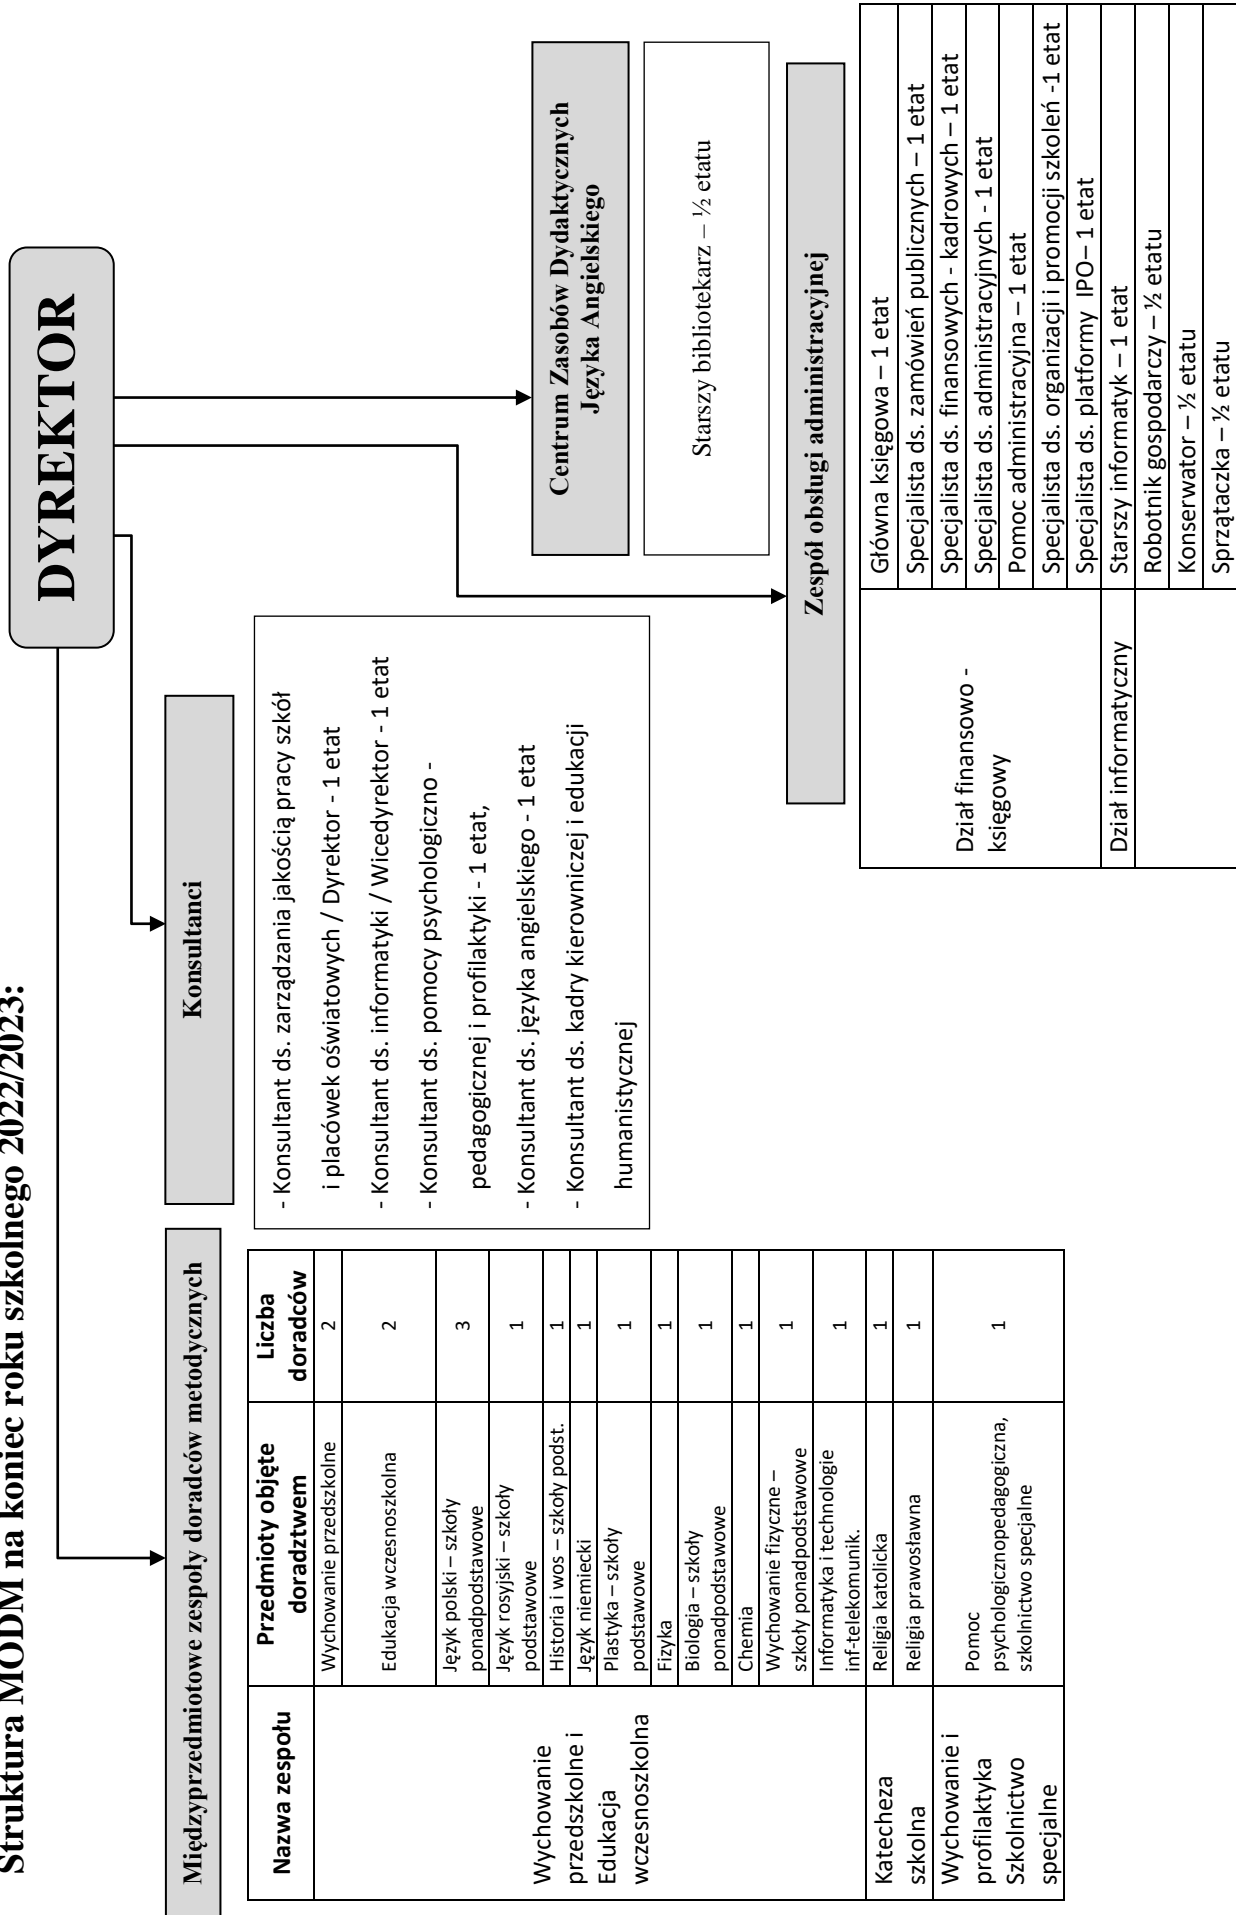 Struktura MODM na koniec roku szkolnego 2022/2023:
DYREKTOR
Międzyprzedmiotowe zespoły doradców metodycznych
Nazwa zespołu
Przedmioty objęte
doradztwem
Liczba
doradców
Wychowanie
przedszkolne i
Edukacja
wczesnoszkolna
Wychowanie przedszkolne
2
Edukacja wczesnoszkolna
2
Język polski – szkoły
ponadpodstawowe
3
Język rosyjski – szkoły
podstawowe
1
Historia i wos – szkoły podst.
1
Język niemiecki
1
Plastyka – szkoły
podstawowe
1
Fizyka
1
Biologia – szkoły
ponadpodstawowe
1
Chemia
1
Wychowanie fizyczne –
szkoły ponadpodstawowe
1
Informatyka i technologie
inf-telekomunik.
1
Katecheza
szkolna
Religia katolicka
1
Religia prawosławna
1
Wychowanie i
profilaktyka
Szkolnictwo
specjalne
Pomoc
psychologicznopedagogiczna,
szkolnictwo specjalne
1
Konsultanci
- Konsultant ds. zarządzania jakością pracy szkół
i placówek oświatowych / Dyrektor - 1 etat
- Konsultant ds. informatyki / Wicedyrektor - 1 etat
- Konsultant ds. pomocy psychologiczno -
pedagogicznej i profilaktyki - 1 etat,
- Konsultant ds. języka angielskiego - 1 etat
- Konsultant ds. kadry kierowniczej i edukacji
humanistycznej
Centrum Zasobów Dydaktycznych
Języka Angielskiego
Starszy bibliotekarz – ½ etatu
Zespół obsługi administracyjnej
Dział finansowo -
księgowy
Główna księgowa – 1 etat
Specjalista ds. zamówień publicznych – 1 etat
Specjalista ds. finansowych - kadrowych – 1 etat
Specjalista ds. administracyjnych - 1 etat
Pomoc administracyjna – 1 etat
Specjalista ds. organizacji i promocji szkoleń -1 etat
Specjalista ds. platformy IPO– 1 etat
Dział informatyczny
Starszy informatyk – 1 etat
Robotnik gospodarczy – ½ etatu
Konserwator – ½ etatu
Sprzątaczka – ½ etatu